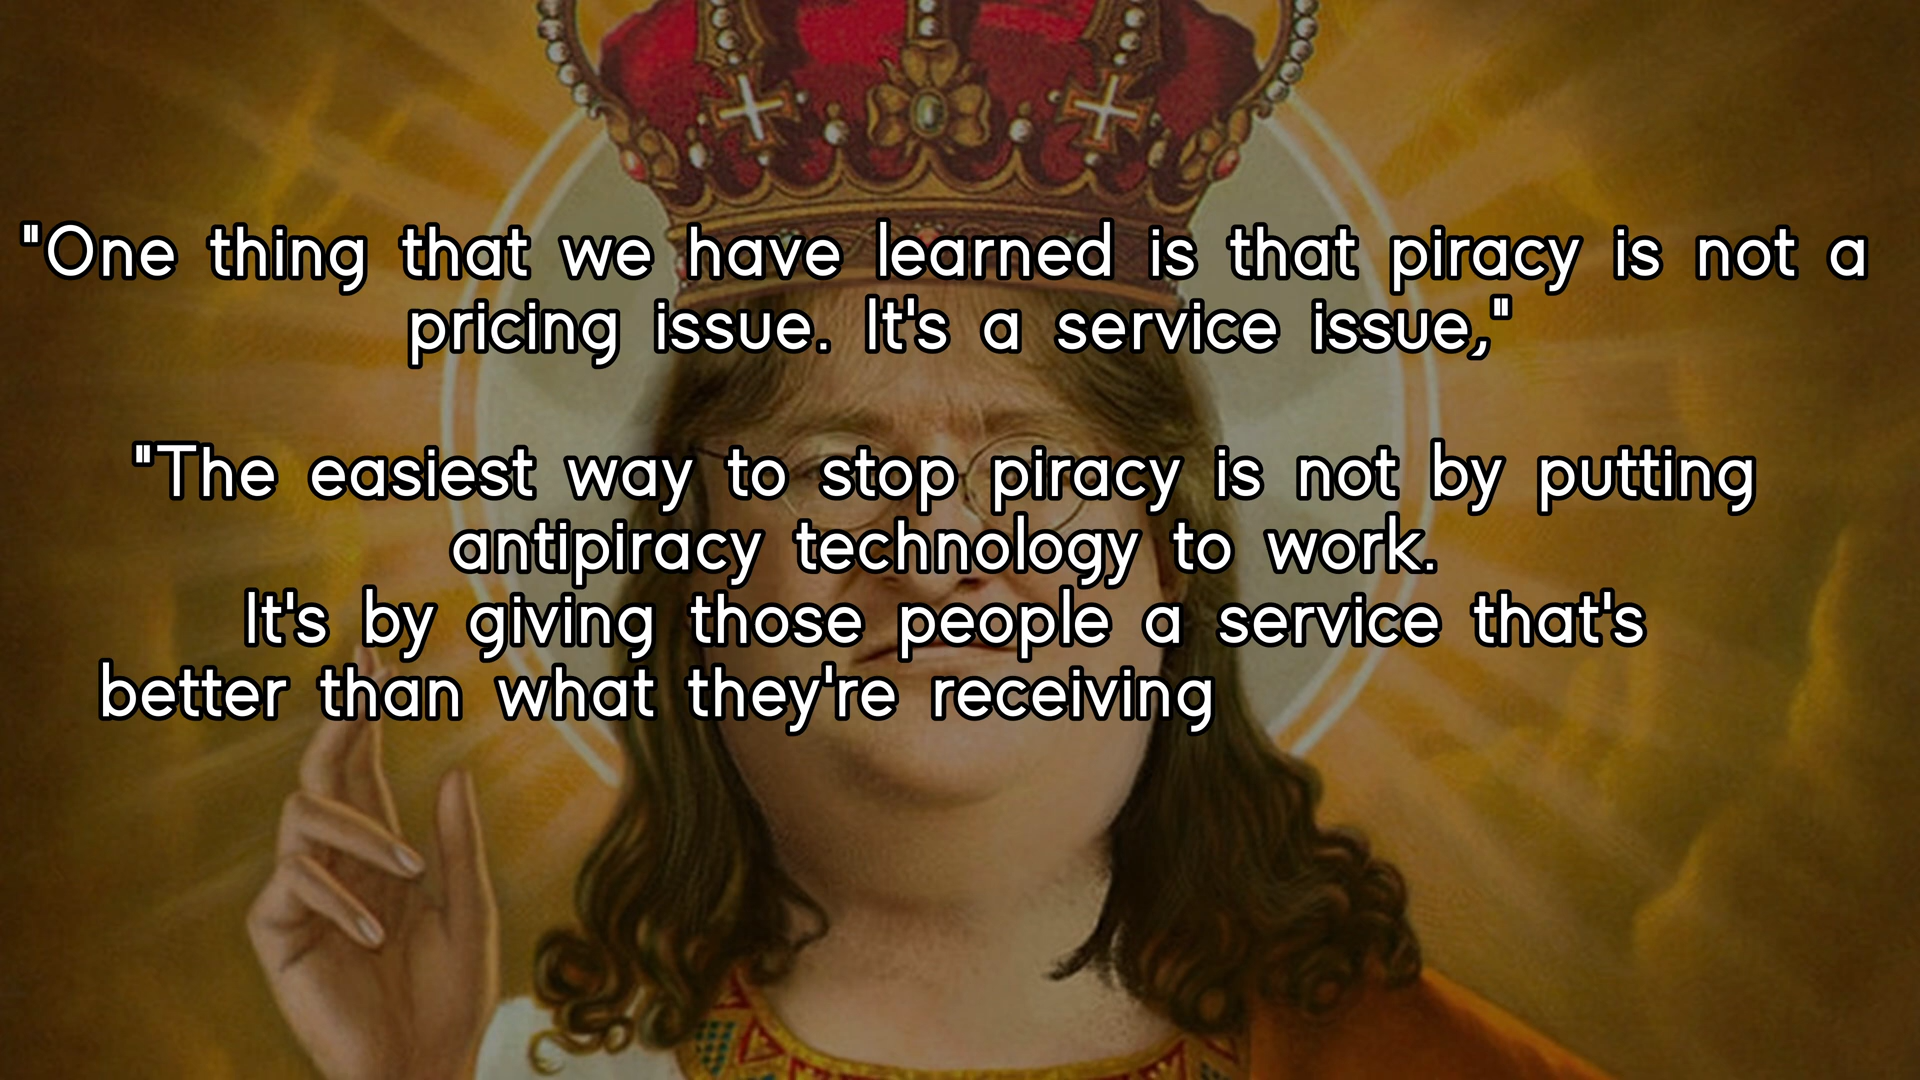 "One thing that we have learned is that piracy is not a
pricing issue. It's a service issue,"
"The easiest way to stop piracy is not by putting
antipiracy technology to work.
It's by giving those people a service that's
better than what they're receiving